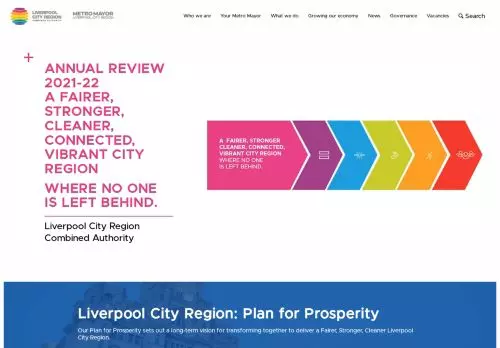 LIVERPOOL
CITY REGION
METROMAYOR
LIVERPOOL CITY REGION
Who we are
Your Metro Mayor
What we do
Growing our economy
News
Governance
Vacancies
Search
ANNUAL REVIEW
2021-22
A FAIRER,
STRONGER,
CLEANER,
CONNECTED,
VIBRANT CITY
REGION
WHERE NO ONE
IS LEFT BEHIND.
Liverpool City Region
Combined Authority
A FAIRER, STRONGER
CLEANER, CONNECTED,
VIBRANT CITY REGION
WHERE NO ONE
IS LEFT BEHIND.
Liverpool City Region: Plan for Prosperity
Our Plan for Prosperity sets out a long-term vision for transforming together to deliver a Fairer, Stronger, Cleaner Liverpool
City Region.